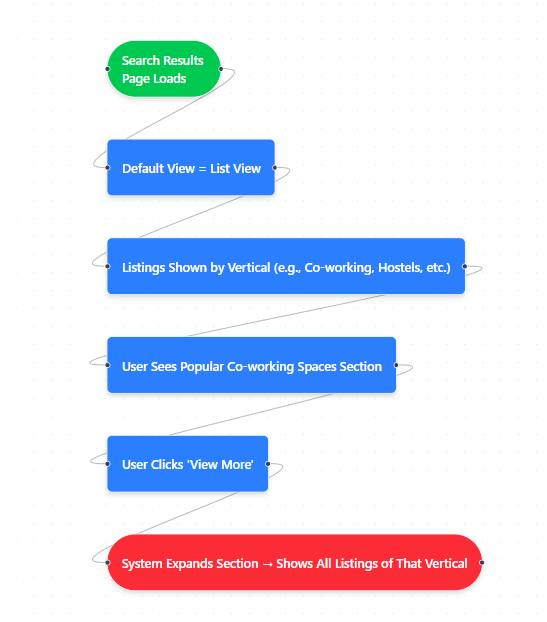 Search Results
Page Loads
Default View = List View
Listings Shown by Vertical (e.g., Co-working, Hostels, etc.)
User Sees Popular Co-working Spaces Section
User Clicks 'View More'
System Expands Section → Shows All Listings of That Vertical